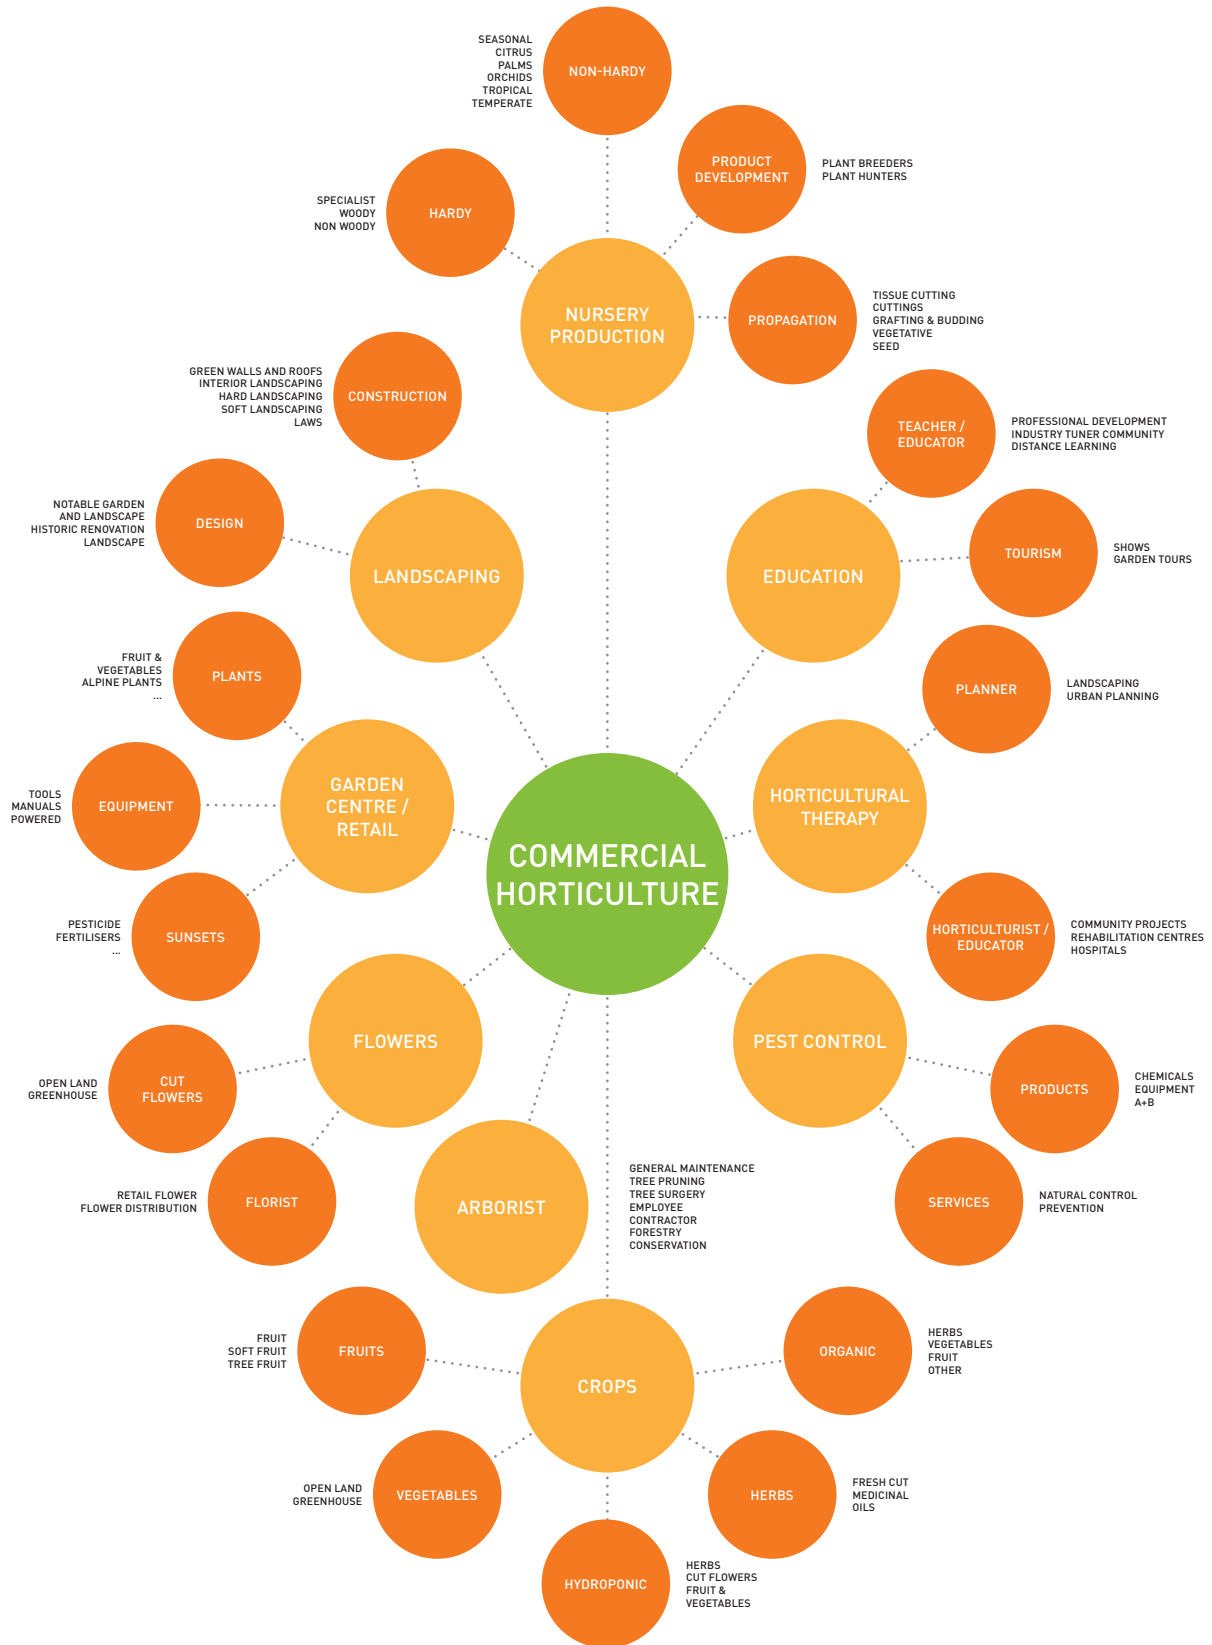 SEASONAL
CITRUS
PALMS
ORCHIDS
TROPICAL
TEMPERATE
NON-HARDY
PRODUCT
DEVELOPMENT
PLANT BREEDERS
PLANT HUNTERS
SPECIALIST
WOODY
NON WOODY
HARDY
NURSERY
PRODUCTION
PROPAGATION
TISSUE CUTTING
CUTTINGS
GRAFTING & BUDDING
VEGETATIVE
SEED
GREEN WALLS AND ROOFS
INTERIOR LANDSCAPING
HARD LANDSCAPING
SOFT LANDSCAPING
LAWS
CONSTRUCTION
TEACHER /
EDUCATOR
PROFESSIONAL DEVELOPMENT
INDUSTRY TUNER COMMUNITY
DISTANCE LEARNING
NOTABLE GARDEN
AND LANDSCAPE
HISTORIC RENOVATION
LANDSCAPE
DESIGN
LANDSCAPING
EDUCATION
TOURISM
SHOWS
GARDEN TOURS
FRUIT &
VEGETABLES
ALPINE PLANTS
...
PLANTS
PLANNER
LANDSCAPING
URBAN PLANNING
TOOLS
MANUALS
POWERED
EQUIPMENT
GARDEN
CENTRE /
RETAIL
HORTICULTURAL
THERAPY
COMMERCIAL
HORTICULTURE
PESTICIDE
FERTILISERS
...
SUNSETS
HORTICULTURIST /
EDUCATOR
COMMUNITY PROJECTS
REHABILITATION CENTRES
HOSPITALS
FLOWERS
PEST CONTROL
OPEN LAND
GREENHOUSE
CUT
FLOWERS
PRODUCTS
CHEMICALS
EQUIPMENT
A+B
RETAIL FLOWER
FLOWER DISTRIBUTION
FLORIST
ARBORIST
GENERAL MAINTENANCE
TREE PRUNING
TREE SURGERY
EMPLOYEE
CONTRACTOR
FORESTRY
CONSERVATION
SERVICES
NATURAL CONTROL
PREVENTION
FRUIT
SOFT FRUIT
TREE FRUIT
FRUITS
CROPS
ORGANIC
HERBS
VEGETABLES
FRUIT
OTHER
OPEN LAND
GREENHOUSE
VEGETABLES
HERBS
FRESH CUT
MEDICINAL
OILS
HYDROPONIC
HERBS
CUT FLOWERS
FRUIT &
VEGETABLES